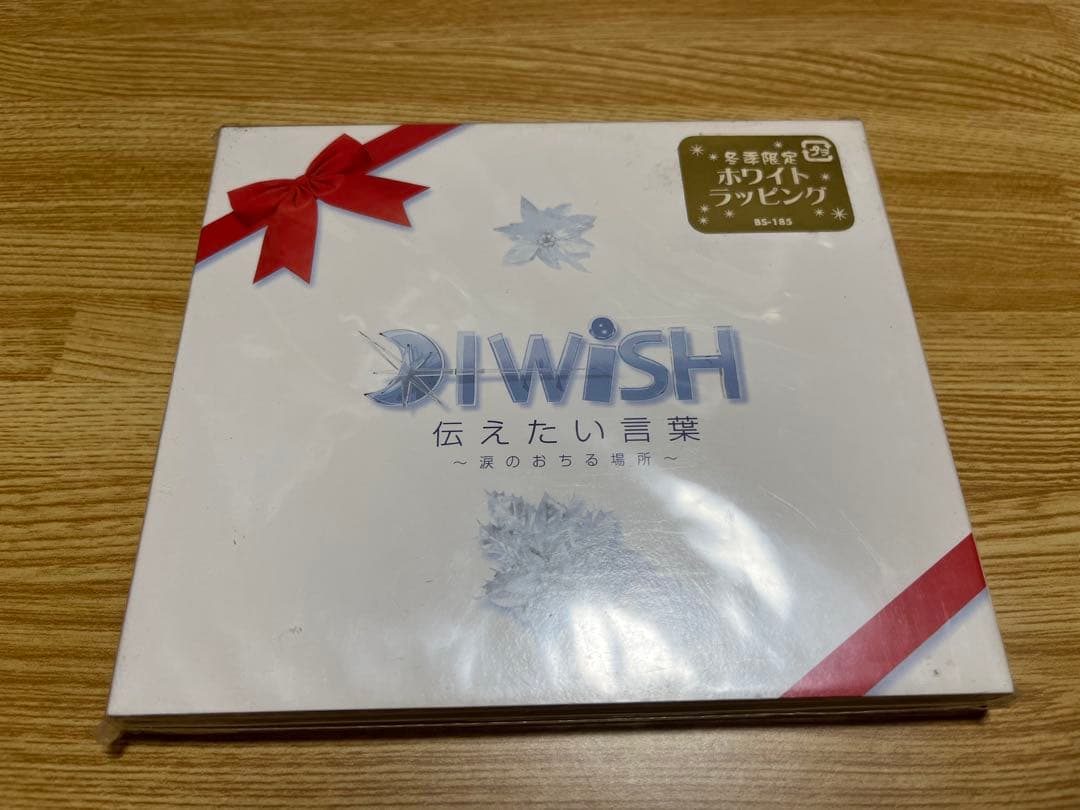 冬季限定
ホワイト
ラッピング
BS-185
I WiSH
伝えたい言葉
～涙のおちる場所～